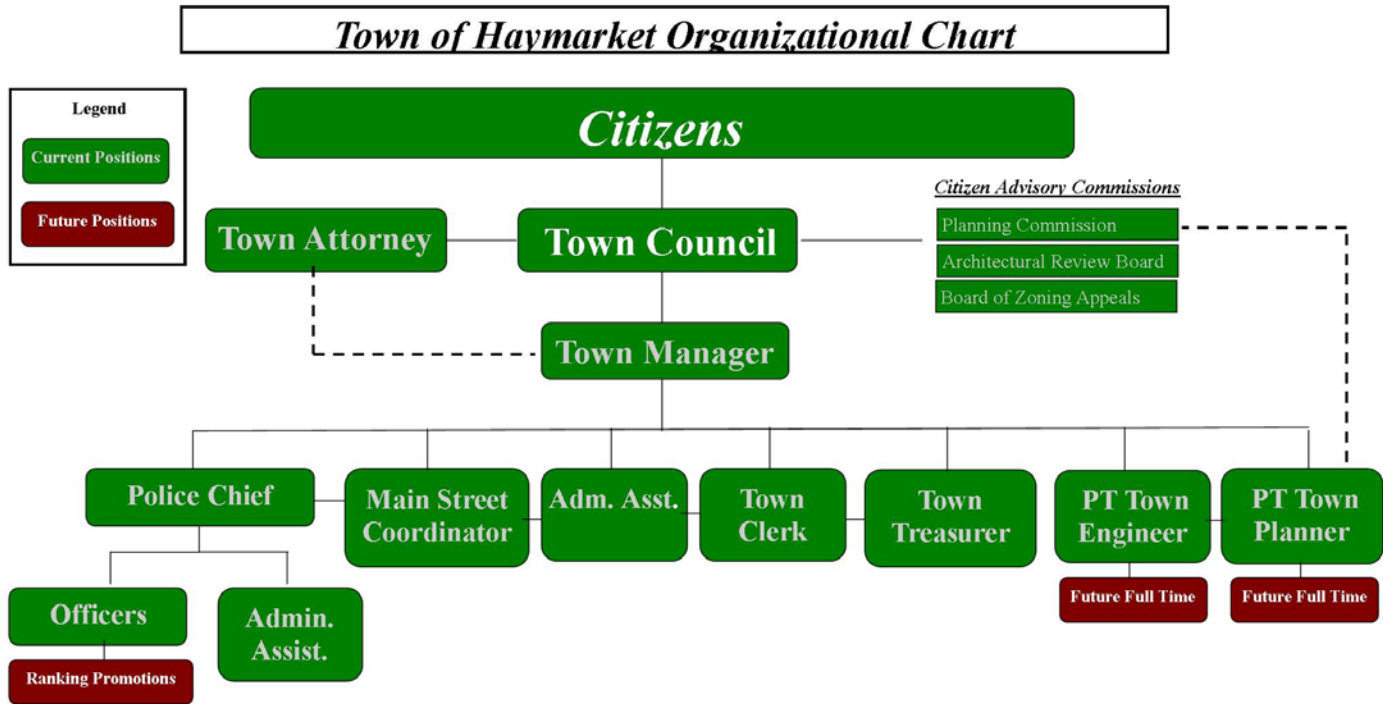 Town of Haymarket Organizational Chart
Legend
Current Positions
Future Positions
Citizens
Citizen Advisory Commissions
Town Attorney
Town Council
Planning Commission
Architectural Review Board
Board of Zoning Appeals
Town Manager
Police Chief
Main Street
Coordinator
Adm. Asst.
Town
Clerk
Town
Treasurer
PT Town
Engineer
PT Town
Planner
Future Full Time
Future Full Time
Officers
Admin.
Assist.
Ranking Promotions